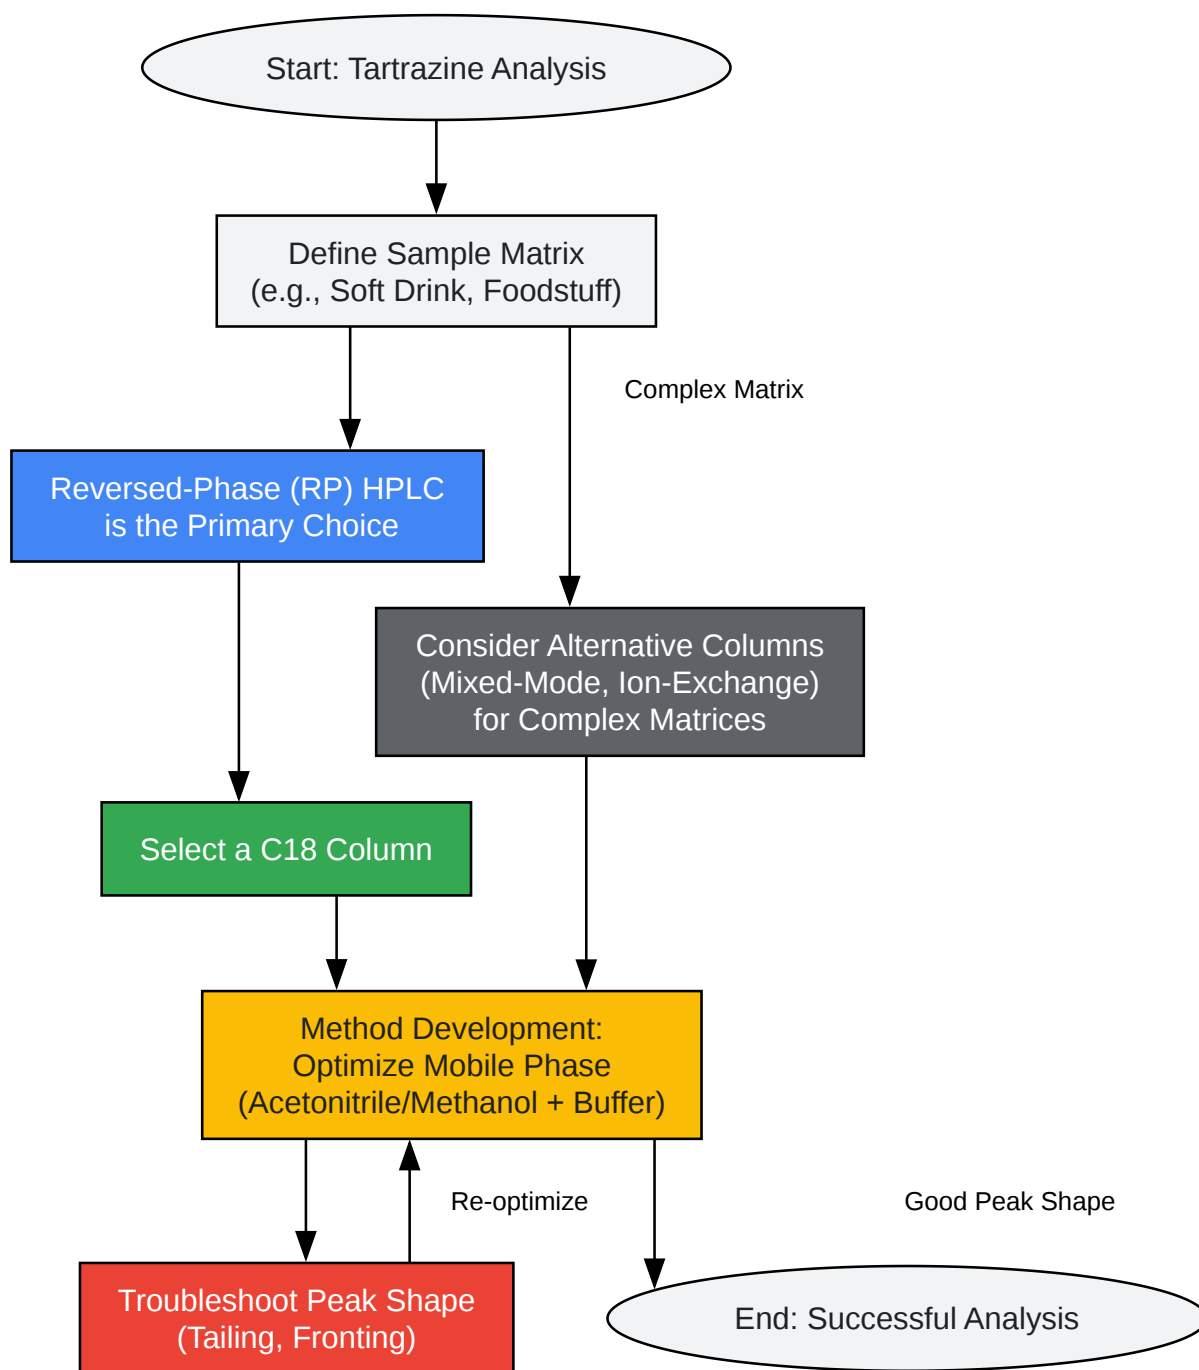 Start: Tartrazine Analysis
Define Sample Matrix
(e.g., Soft Drink, Foodstuff)
Complex Matrix
Reversed-Phase (RP) HPLC
is the Primary Choice
Consider Alternative Columns
(Mixed-Mode, Ion-Exchange)
for Complex Matrices
Select a C18 Column
Method Development:
Optimize Mobile Phase
(Acetonitrile/Methanol + Buffer)
Re-optimize
Good Peak Shape
Troubleshoot Peak Shape
(Tailing, Fronting)
End: Successful Analysis